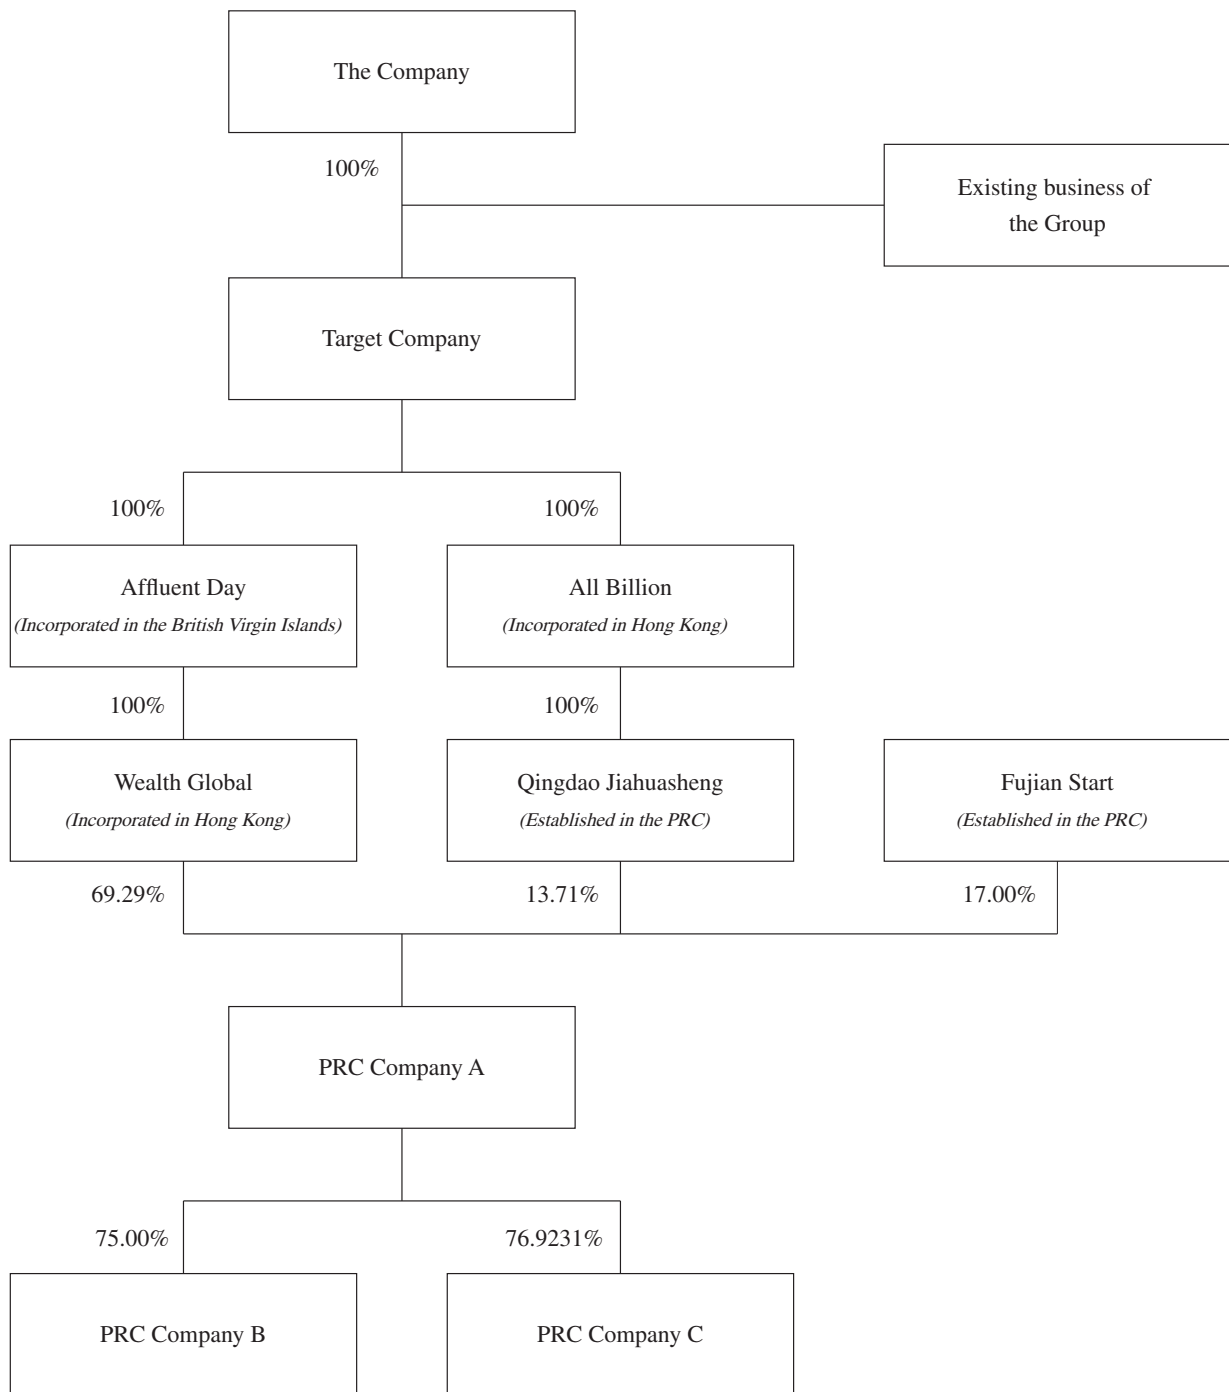 The Company
100%
Existing business of
the Group
Target Company
100%
100%
Affluent Day
(Incorporated in the British Virgin Islands)
All Billion
(Incorporated in Hong Kong)
100%
100%
Wealth Global
(Incorporated in Hong Kong)
Qingdao Jiahuasheng
(Established in the PRC)
Fujian Start
(Established in the PRC)
69.29%
13.71%
17.00%
PRC Company A
75.00%
76.9231%
PRC Company B
PRC Company C